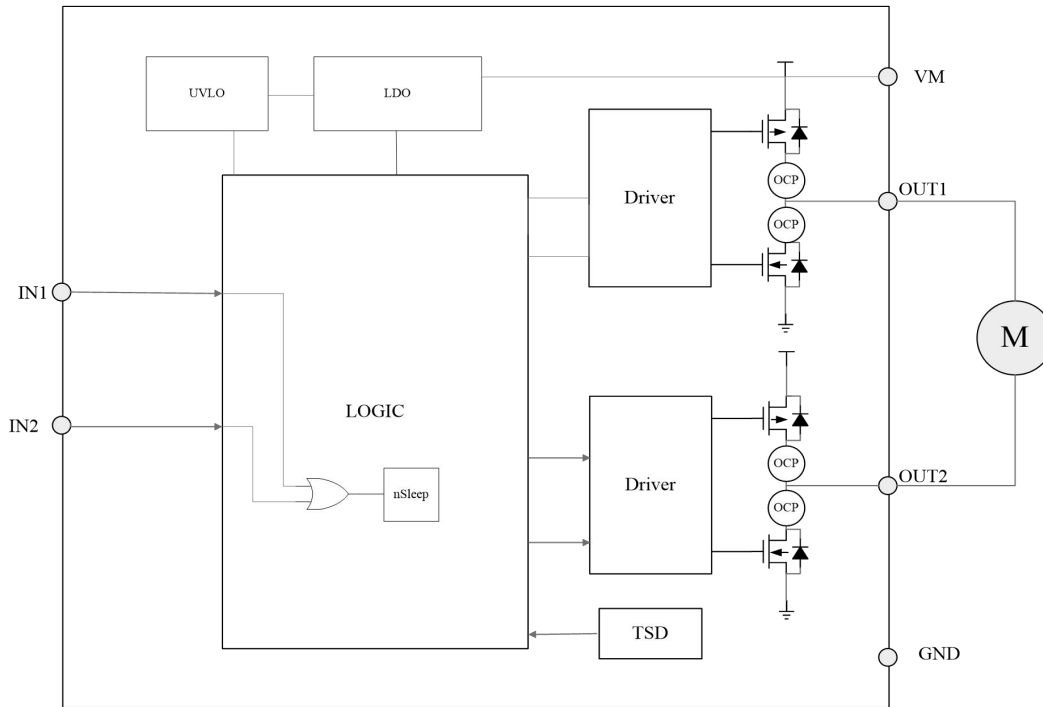 UVLO
LDO
VM
OCP
Driver
OUT1
OCP
IN1
M
LOGIC
IN2
OCP
nSleep
Driver
OUT2
OCP
TSD
GND